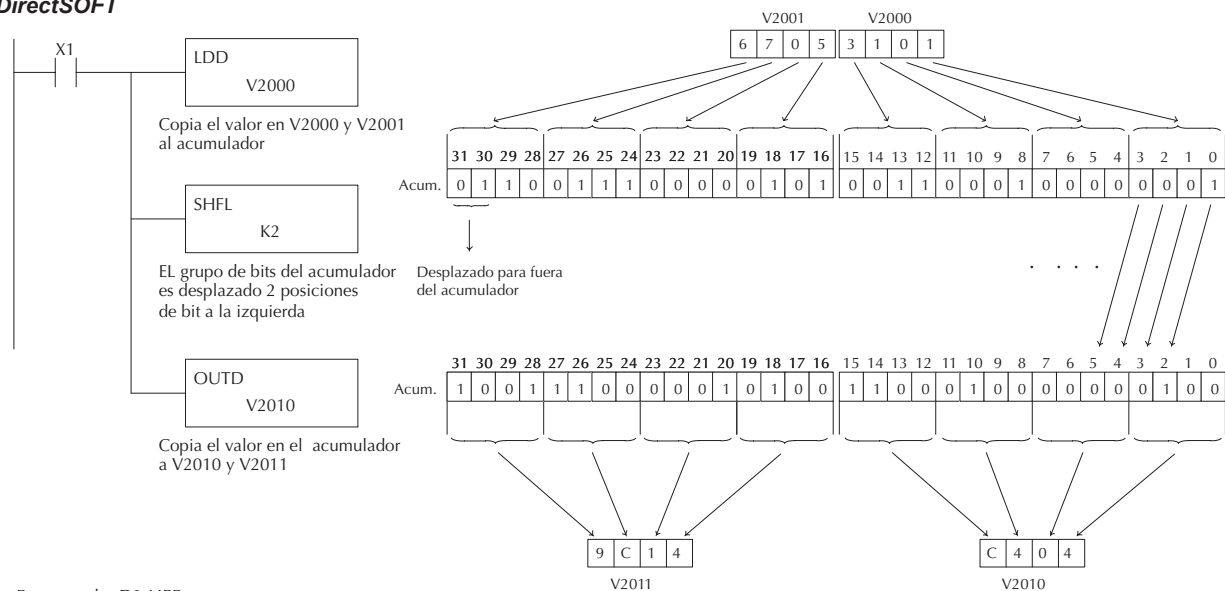 DirectSOFT
X1
LDD
V2000
Copia el valor en V2000 y V2001
al acumulador
SHFL
K2
EL grupo de bits del acumulador
es desplazado 2 posiciones
de bit a la izquierda
OUTD
V2010
Copia el valor en el acumulador
a V2010 y V2011
V2001 V2000
6 7 0 5 3 1 0 1
31 30 29 28 27 26 25 24 23 22 21 20 19 18 17 16 15 14 13 12 11 10 9 8 7 6 5 4 3 2 1 0
Acum. 0 1 1 0 0 1 1 1 0 0 0 0 0 1 0 1 0 0 1 1 0 0 0 1 0 0 0 0 0 0 0 1
Desplazado para fuera
del acumulador
. . . .
31 30 29 28 27 26 25 24 23 22 21 20 19 18 17 16 15 14 13 12 11 10 9 8 7 6 5 4 3 2 1 0
Acum. 1 0 0 1 1 1 0 0 0 0 0 1 0 1 0 0 1 1 0 0 0 1 0 0 0 0 0 0 0 1 0 0
9 C 1 4 C 4 0 4
V2011 V2010